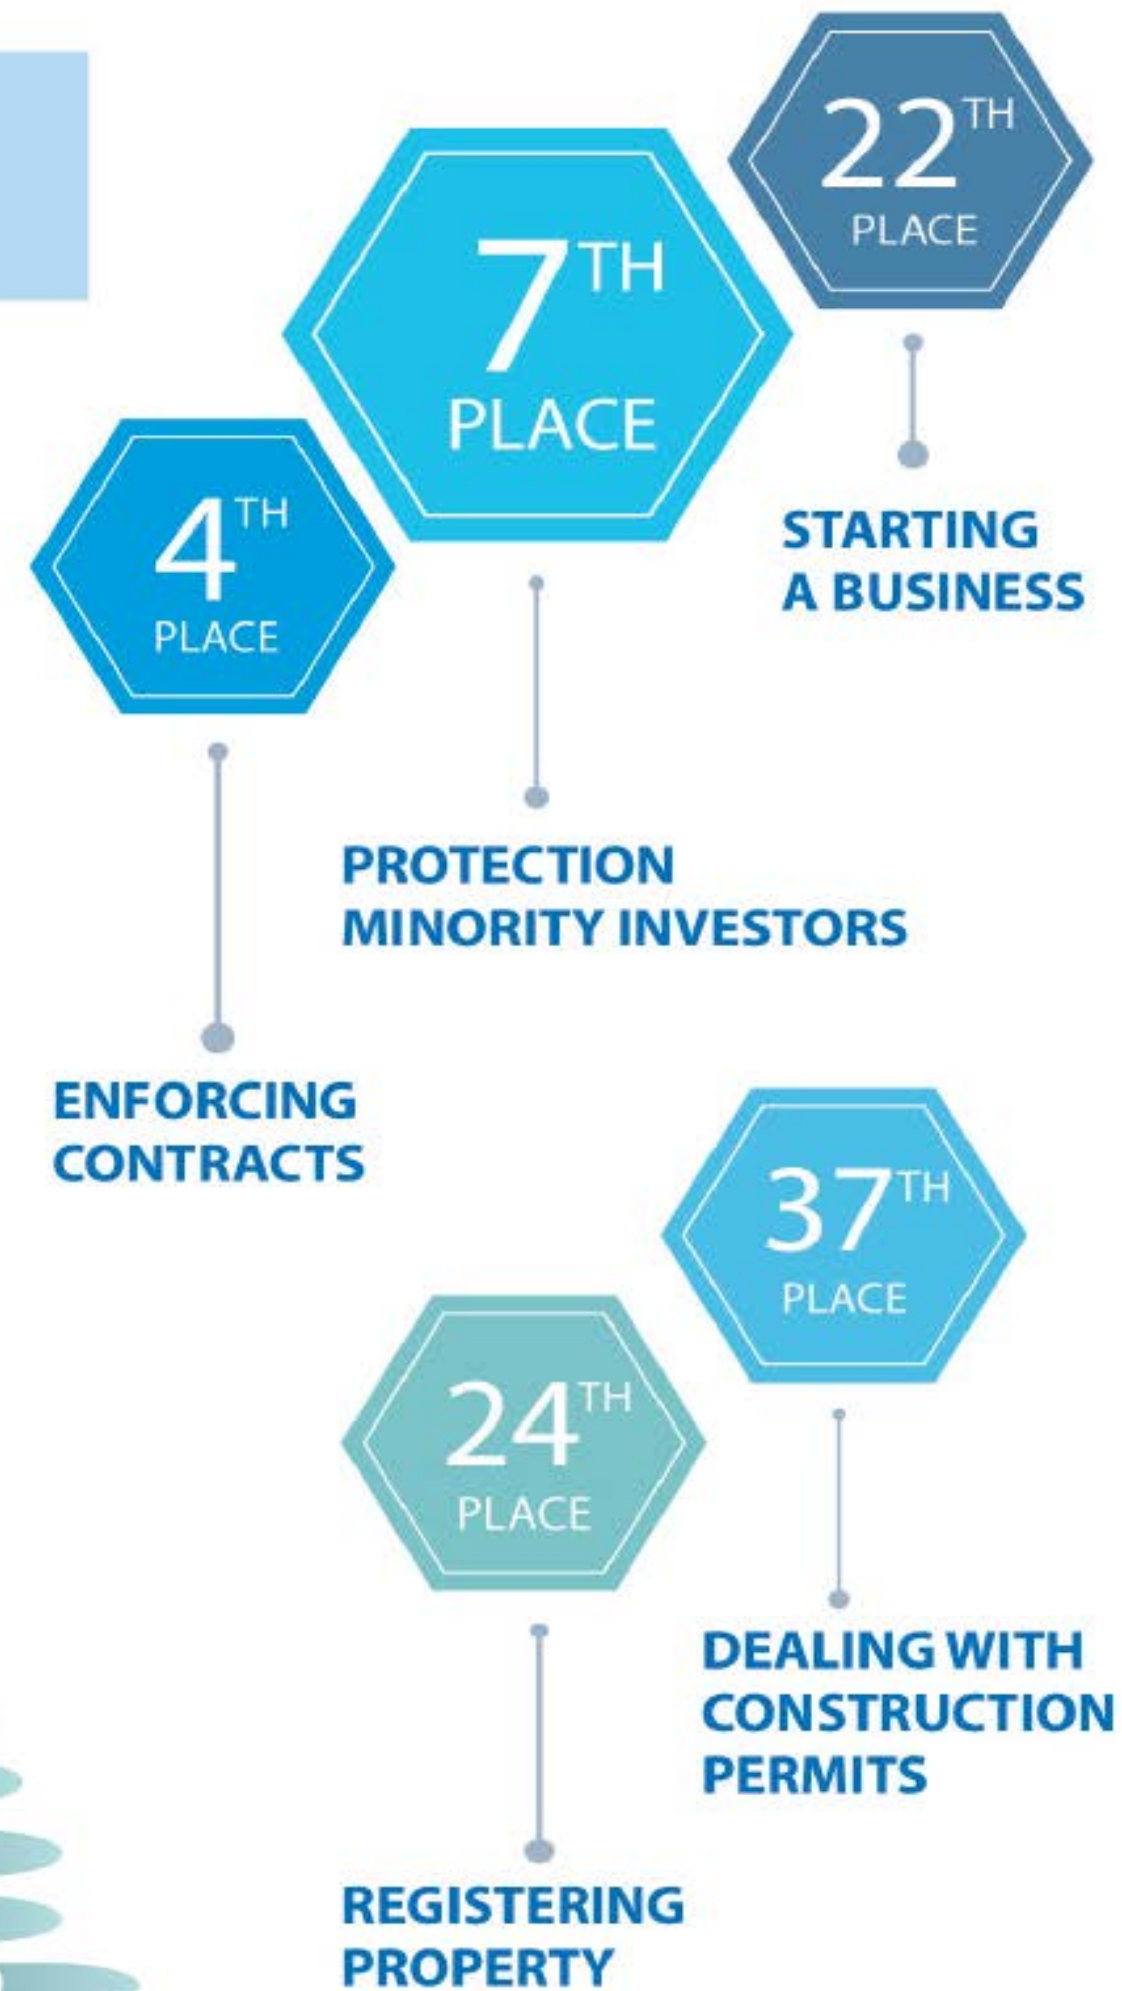 22TH
PLACE
STARTING
A BUSINESS
7TH
PLACE
PROTECTION
MINORITY INVESTORS
4TH
PLACE
ENFORCING
CONTRACTS
37TH
PLACE
DEALING WITH
CONSTRUCTION
PERMITS
24TH
PLACE
REGISTERING
PROPERTY